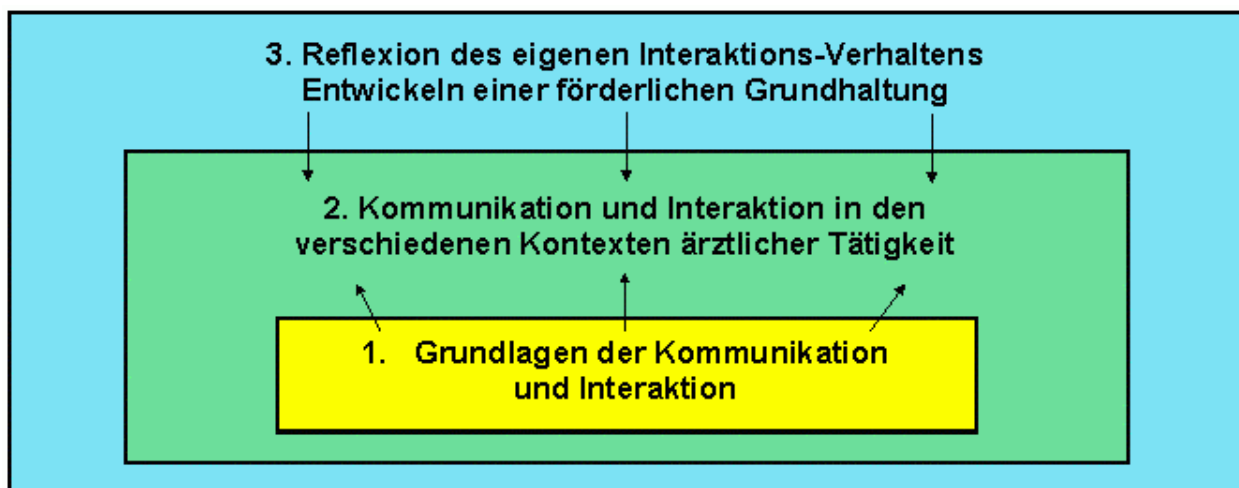 3. Reflexion des eigenen Interaktions-Verhaltens
Entwickeln einer förderlichen Grundhaltung
2. Kommunikation und Interaktion in den
verschiedenen Kontexten ärztlicher Tätigkeit
1. Grundlagen der Kommunikation
und Interaktion